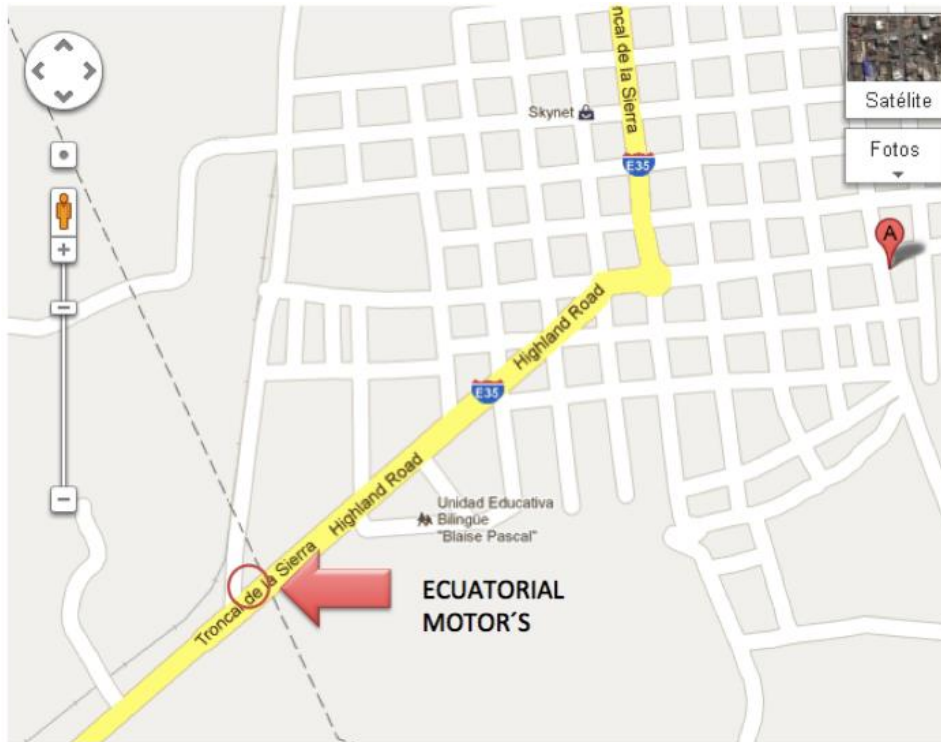 ncal de la Sierra
Satélite
Skynet
Fotos
E35
A
Highland Road
E35
Highland Road
Unidad Educativa
Bilingüe
"Blaise Pascal"
Troncal de la Sierra
ECUATORIAL
MOTOR´S